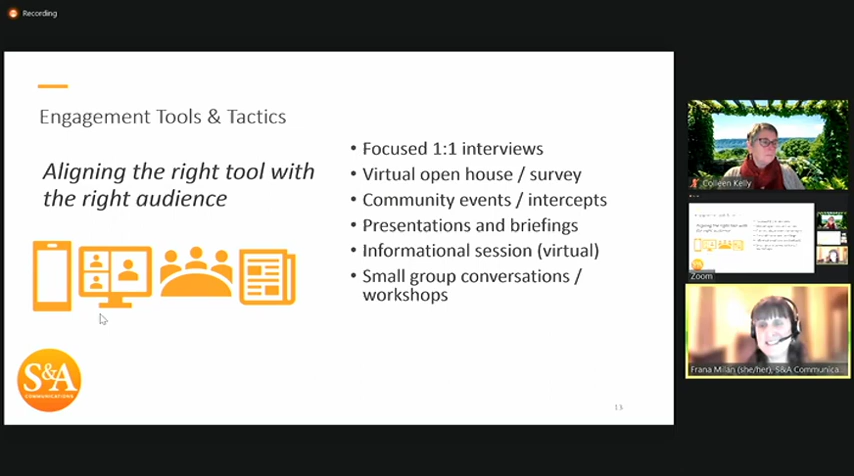 Recording
Engagement Tools & Tactics
Aligning the right tool with
the right audience
• Focused 1:1 interviews
• Virtual open house / survey
• Community events / intercepts
• Presentations and briefings
• Informational session (virtual)
• Small group conversations /
workshops
S&A
COMMUNICATIONS
13
Colleen Kelly
Zoom
Frana Milan (she/her), S&A Communica...